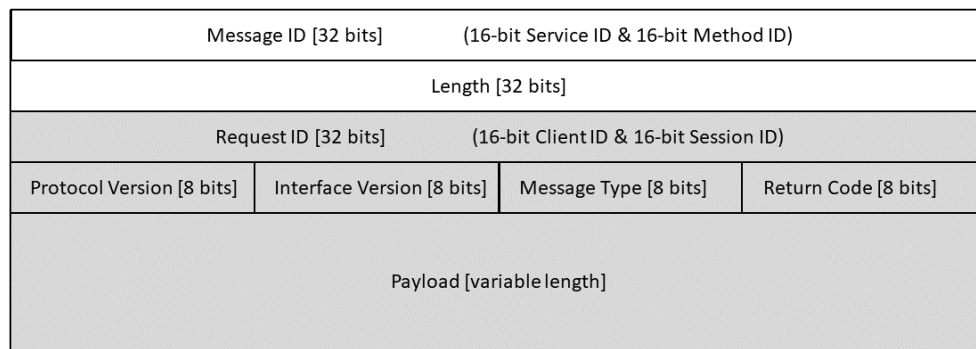 Message ID [32 bits] (16-bit Service ID & 16-bit Method ID)
Length [32 bits]
Request ID [32 bits] (16-bit Client ID & 16-bit Session ID)
Protocol Version [8 bits] Interface Version [8 bits] Message Type [8 bits] Return Code [8 bits]
Payload [variable length]